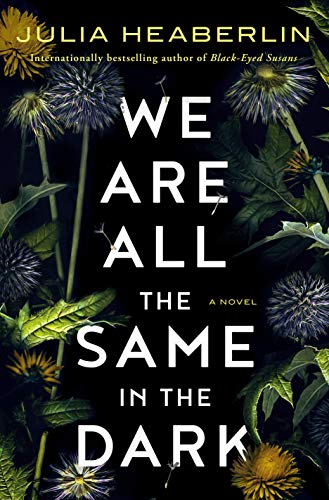 JULIA HEABERLIN
Internationally bestselling author of Black-Eyed Susans
WE
ARE
ALL
THE
A NOVEL
SAME
IN THE
DARK